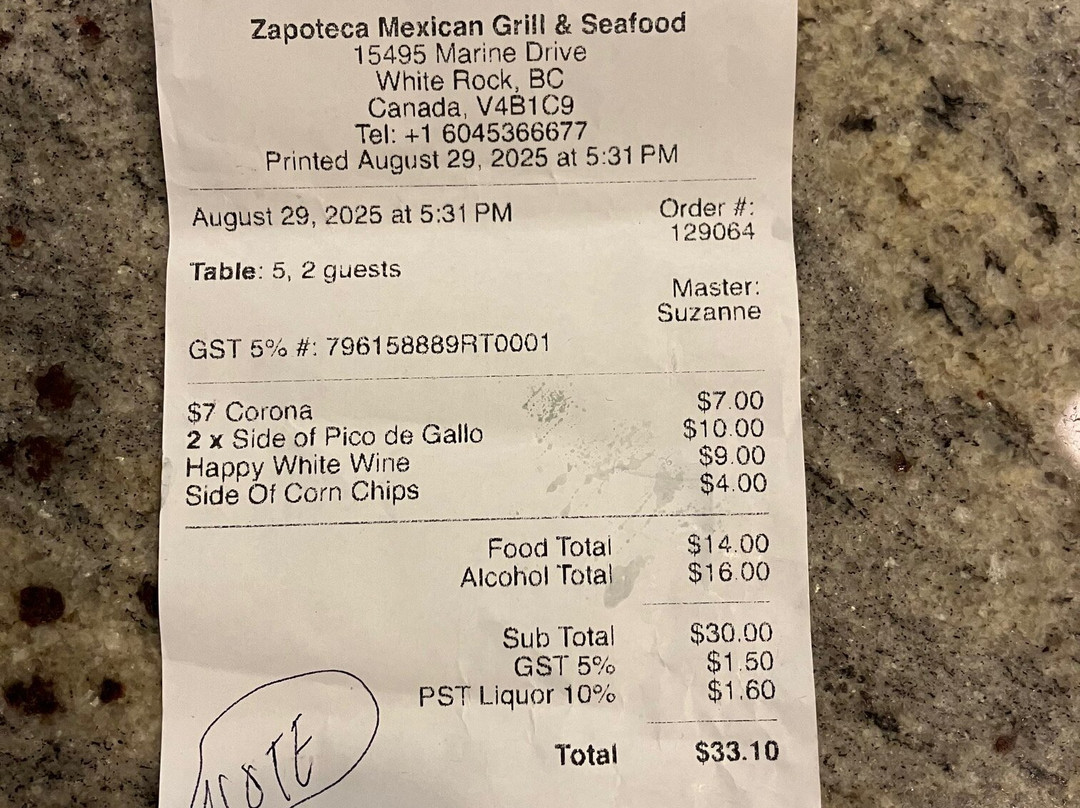 Zapoteca Mexican Grill & Seafood
15495 Marine Drive
White Rock, BC
Canada, V4B1C9
Tel: +1 6045366677
Printed August 29, 2025 at 5:31 PM
August 29, 2025 at 5:31 PM
Order #:
129064
Table: 5, 2 guests
Master:
Suzanne
GST 5% #: 796158889RT0001
$7 Corona $7.00
2 x Side of Pico de Gallo $10.00
Happy White Wine $9.00
Side Of Corn Chips $4.00
Food Total $14.00
Alcohol Total $16.00
Sub Total $30.00
GST 5% $1.50
PST Liquor 10% $1.60
Total $33.10
NOTE